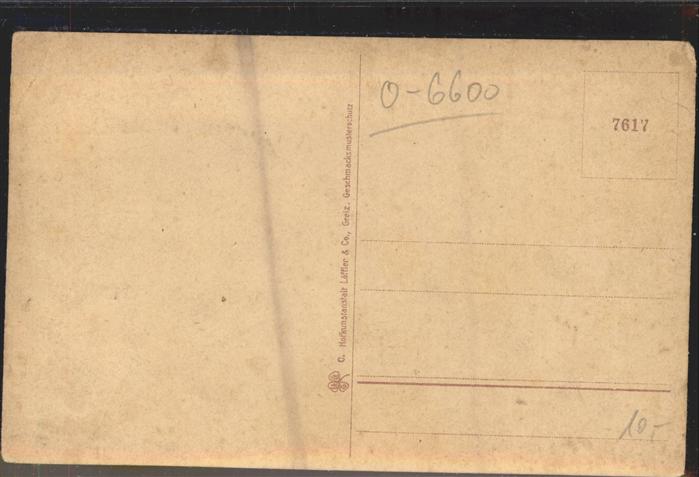 O-6600
7617
O. Hofkunstanstalt Löffler & Co., Greiz. Geschmacksmusterschutz
10,-